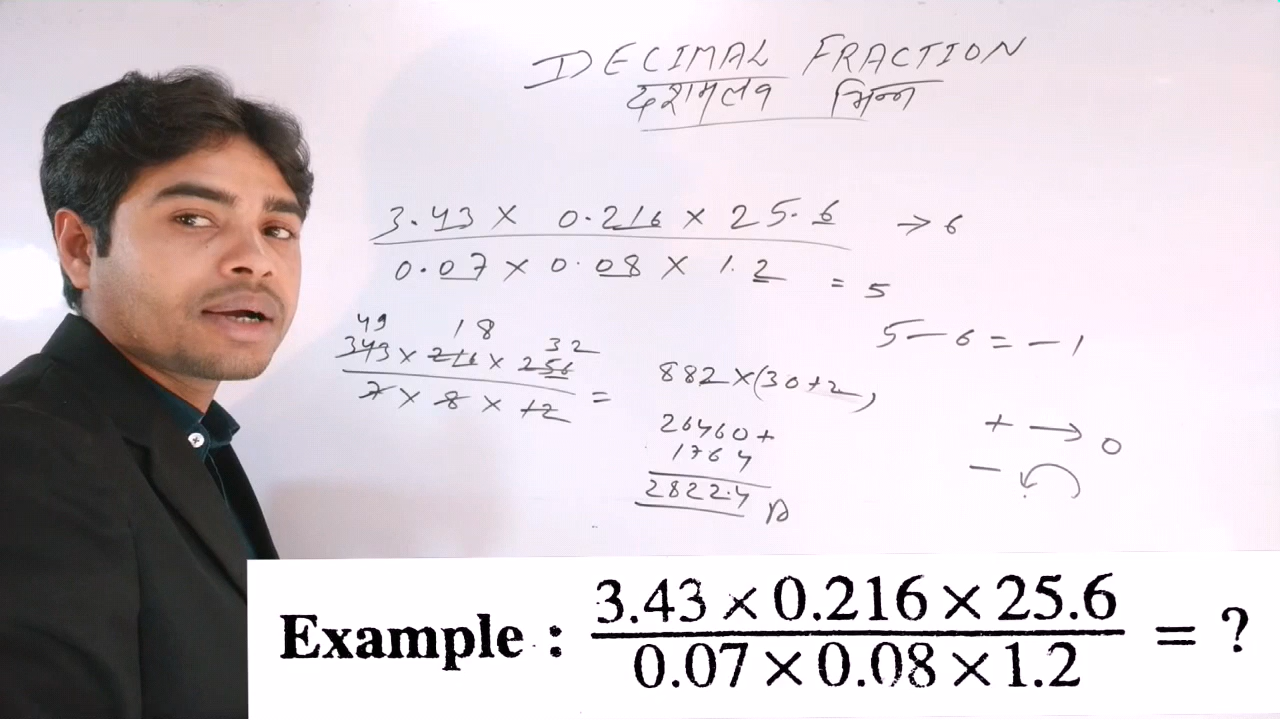 DECIMAL FRACTION
दशमलव भिन्न
3.43 × 0.216 × 25.6 → 6
0.07 × 0.08 × 1.2 = 5
5 - 6 = -1
49 18 32
343 × 216 × 256
7 × 8 × 12 =
882 × (30+2)
26460+
1764
2822.4
+ → 0
-
Example : 3.43 × 0.216 × 25.6 = ?
0.07 × 0.08 × 1.2